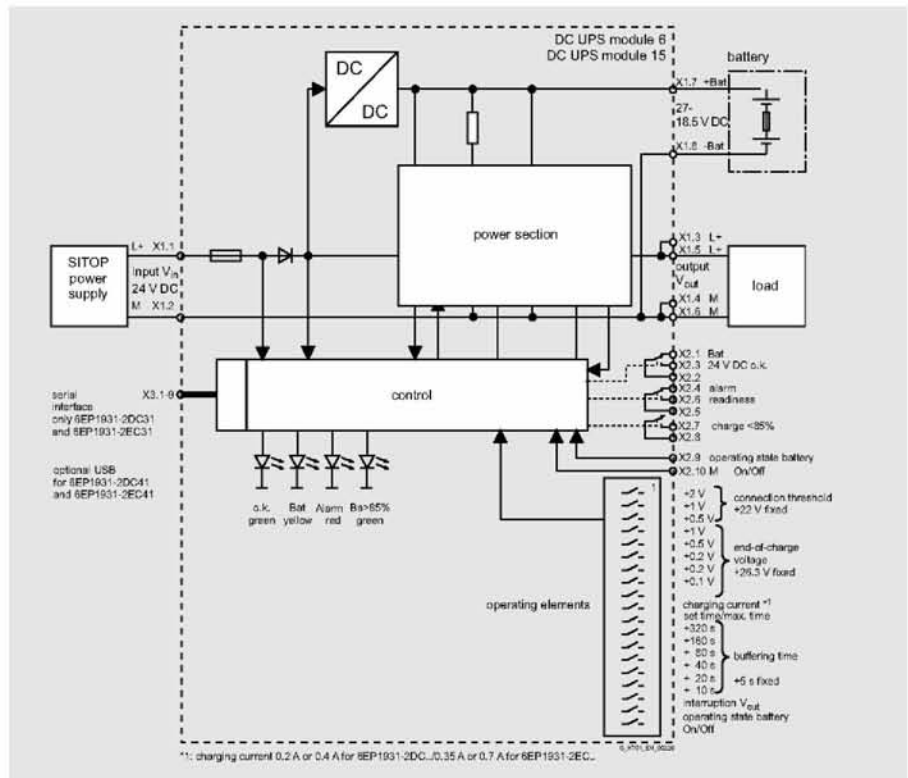 DC UPS module 6
DC UPS module 15
battery
DC
DC
X1.7 +Bat
27-
18.5 V DC
X1.8 -Bat
power section
SITOP
power
supply
L+ X1.1
Input Vin
24 V DC
M X1.2
X1.3 L+
X1.5 L+
output
Vout
X1.4 M
X1.6 M
load
control
serial
interface
only 6EP1931-2DC31
and 6EP1931-2EC31
X3.1-9
optional USB
for 6EP1931-2DC41
and 6EP1931-2EC41
X2.1 Bat
X2.3 24 V DC o.k.
X2.2
X2.4 alarm
X2.6 readiness
X2.5
X2.7 charge <85%
X2.8
X2.9 operating state battery
X2.10 M On/Off
o.k.
green
Bat
yellow
Alarm
red
Ba>85%
green
operating elements
1
+2 V
+1 V
+0.5 V
connection threshold
+22 V fixed
+1 V
+0.5 V
+0.2 V
+0.2 V
+0.1 V
end-of-charge
voltage
+26.3 V fixed
charging current *1
set time/max. time
+320 s
+160 s
+ 80 s
+ 40 s
+ 20 s
+ 10 s
buffering time
+5 s fixed
interruption Vout
operating state battery
On/Off
*1: charging current 0.2 A or 0.4 A for 6EP1931-2DC../0.35 A or 0.7 A for 6EP1931-2EC..